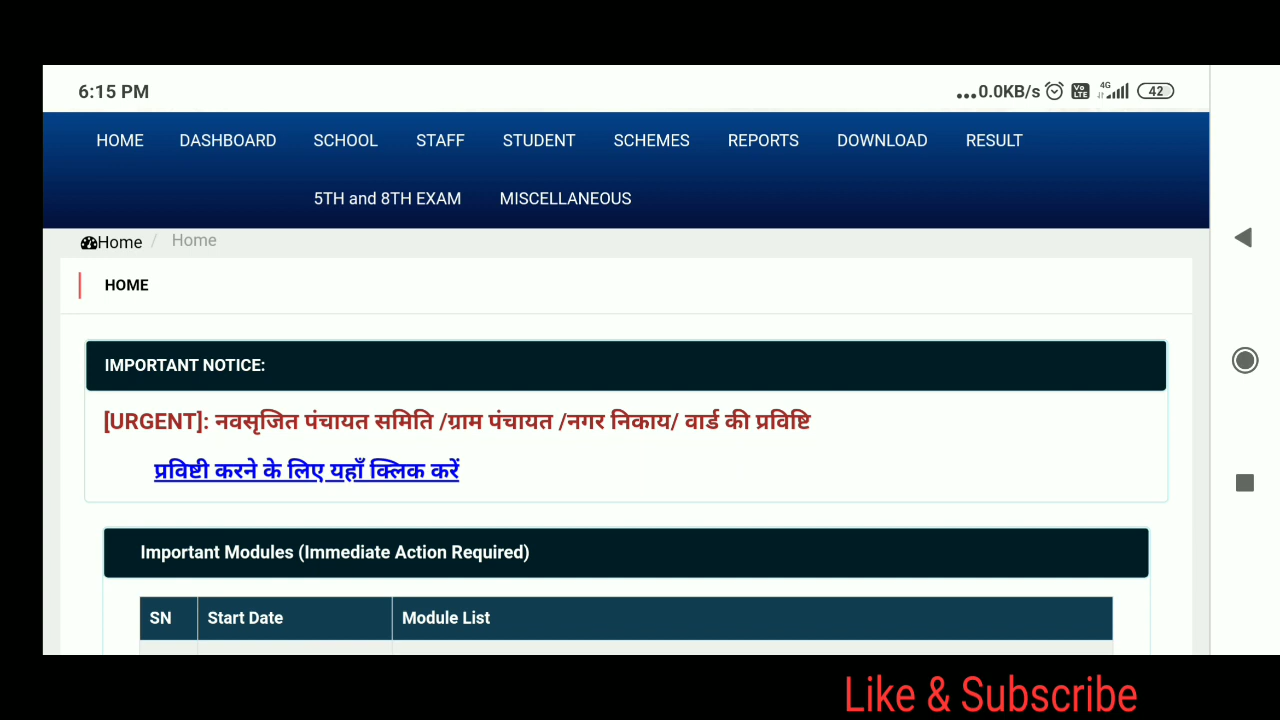 6:15 PM ...0.0KB/s Vo LTE 4G 42
HOME DASHBOARD SCHOOL STAFF STUDENT SCHEMES REPORTS DOWNLOAD RESULT
5TH and 8TH EXAM MISCELLANEOUS
Home / Home
HOME
IMPORTANT NOTICE:
[URGENT]: नवसृजित पंचायत समिति /ग्राम पंचायत /नगर निकाय/ वार्ड की प्रविष्टि
प्रविष्टी करने के लिए यहाँ क्लिक करें
Important Modules (Immediate Action Required)
SN Start Date Module List
Like & Subscribe